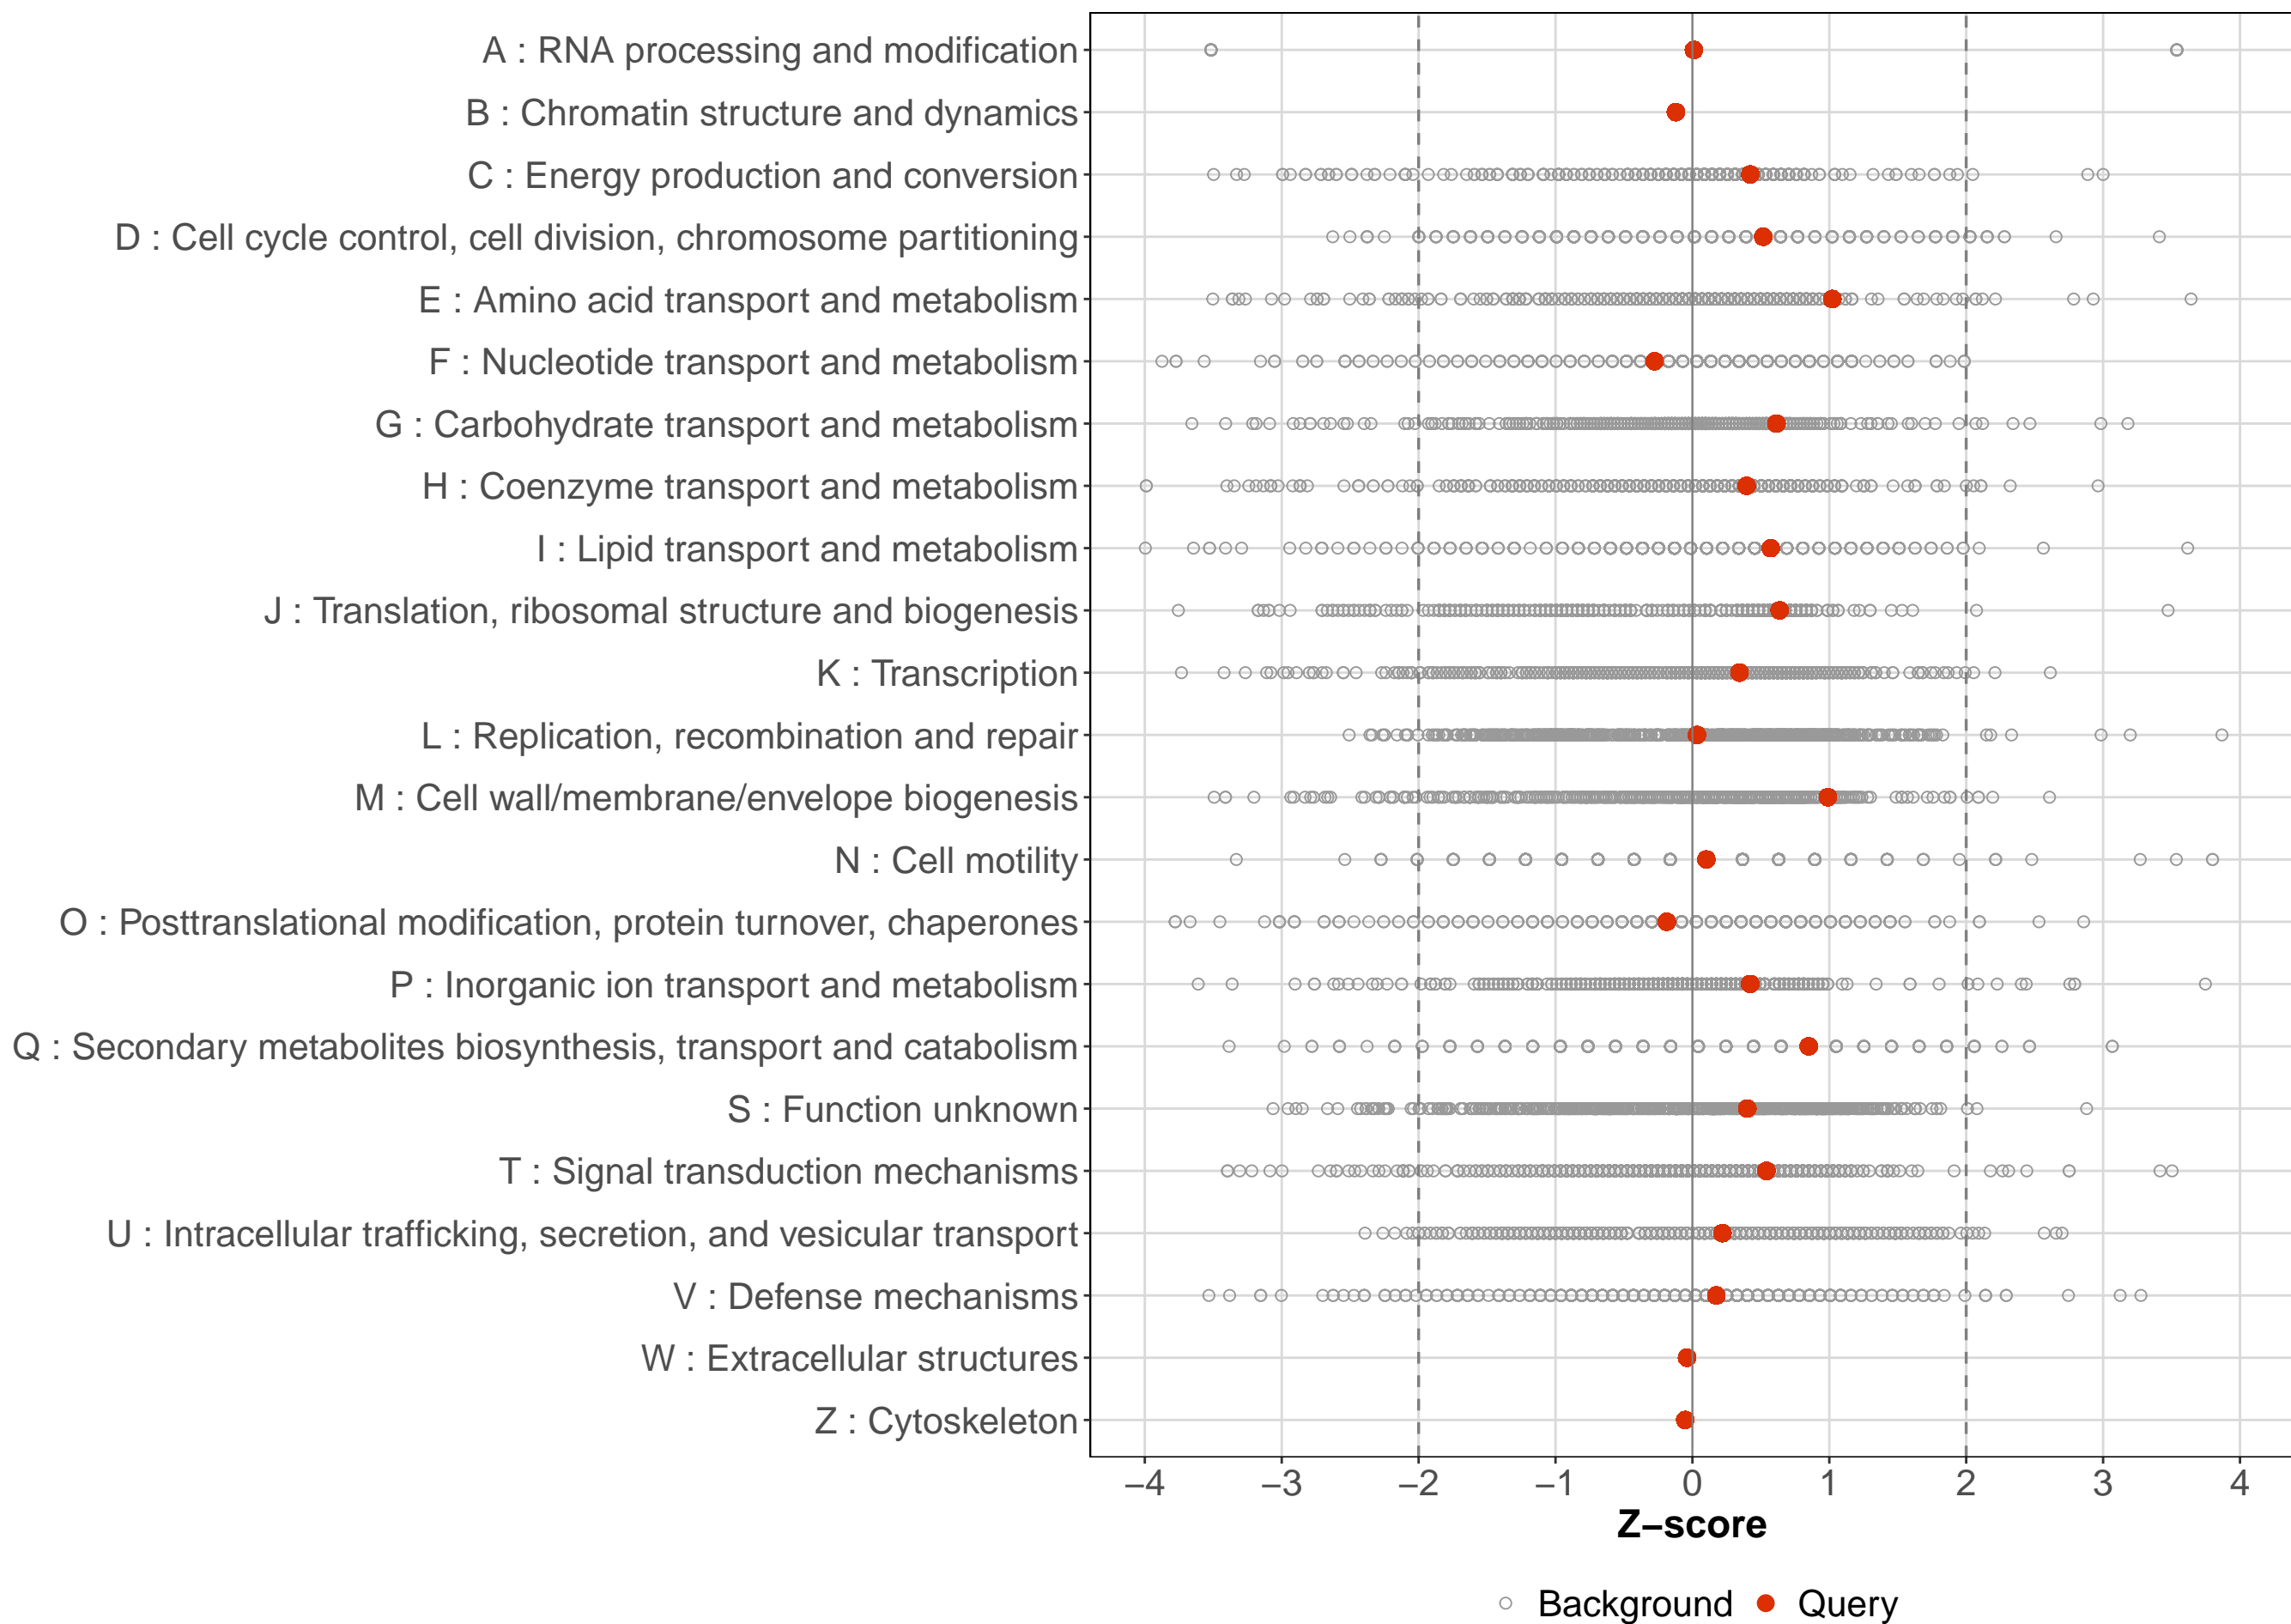 A : RNA processing and modification
B : Chromatin structure and dynamics
C : Energy production and conversion
D : Cell cycle control, cell division, chromosome partitioning
E : Amino acid transport and metabolism
F : Nucleotide transport and metabolism
G : Carbohydrate transport and metabolism
H : Coenzyme transport and metabolism
I : Lipid transport and metabolism
J : Translation, ribosomal structure and biogenesis
K : Transcription
L : Replication, recombination and repair
M : Cell wall/membrane/envelope biogenesis
N : Cell motility
O : Posttranslational modification, protein turnover, chaperones
P : Inorganic ion transport and metabolism
Q : Secondary metabolites biosynthesis, transport and catabolism
S : Function unknown
T : Signal transduction mechanisms
U : Intracellular trafficking, secretion, and vesicular transport
V : Defense mechanisms
W : Extracellular structures
Z : Cytoskeleton
−4 −3 −2 −1 0 1 2 3 4
Z−score
Background Query